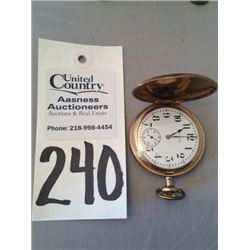 United
Country
Aasness
Auctioneers
Auctions & Real Estate
Phone: 218-998-4454
240